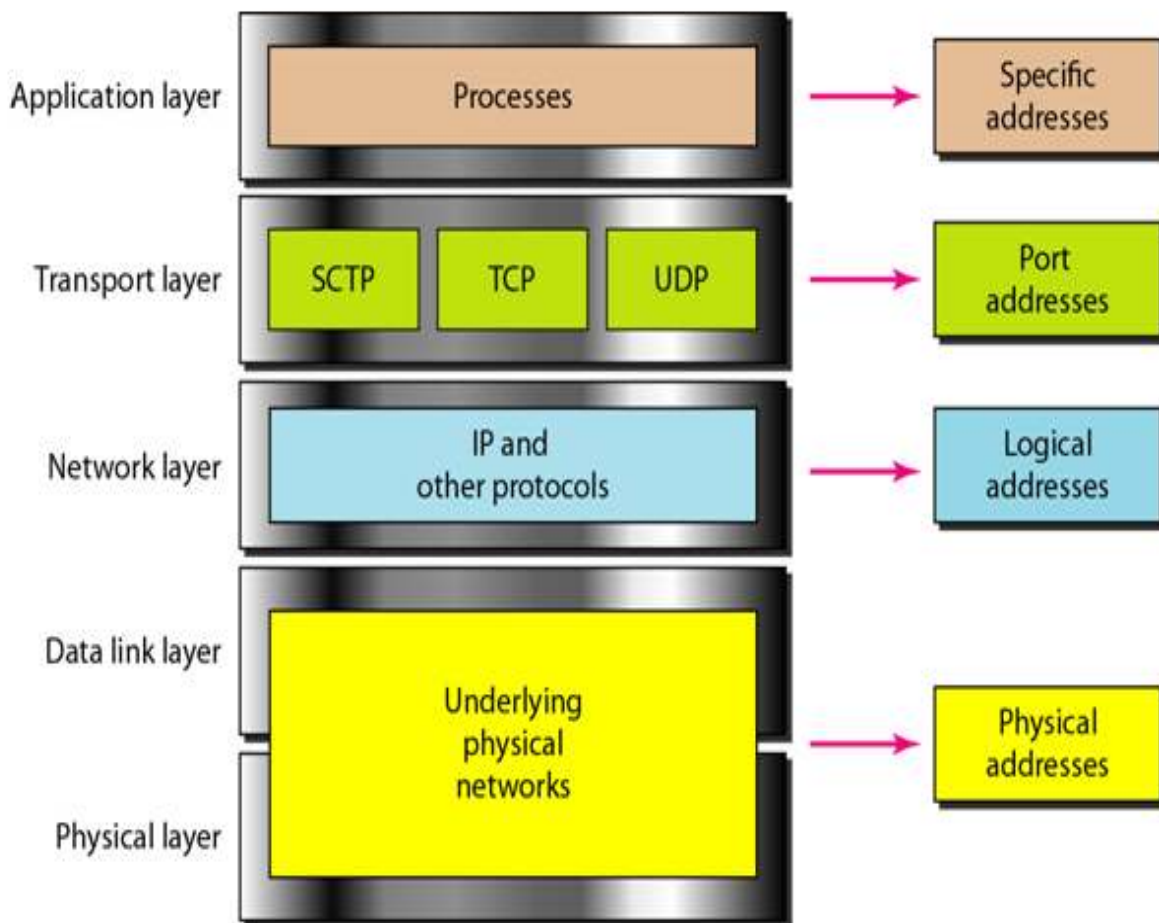 Application layer
Processes
Specific
addresses
Transport layer
SCTP
TCP
UDP
Port
addresses
Network layer
IP and
other protocols
Logical
addresses
Data link layer
Underlying
physical
networks
Physical
addresses
Physical layer